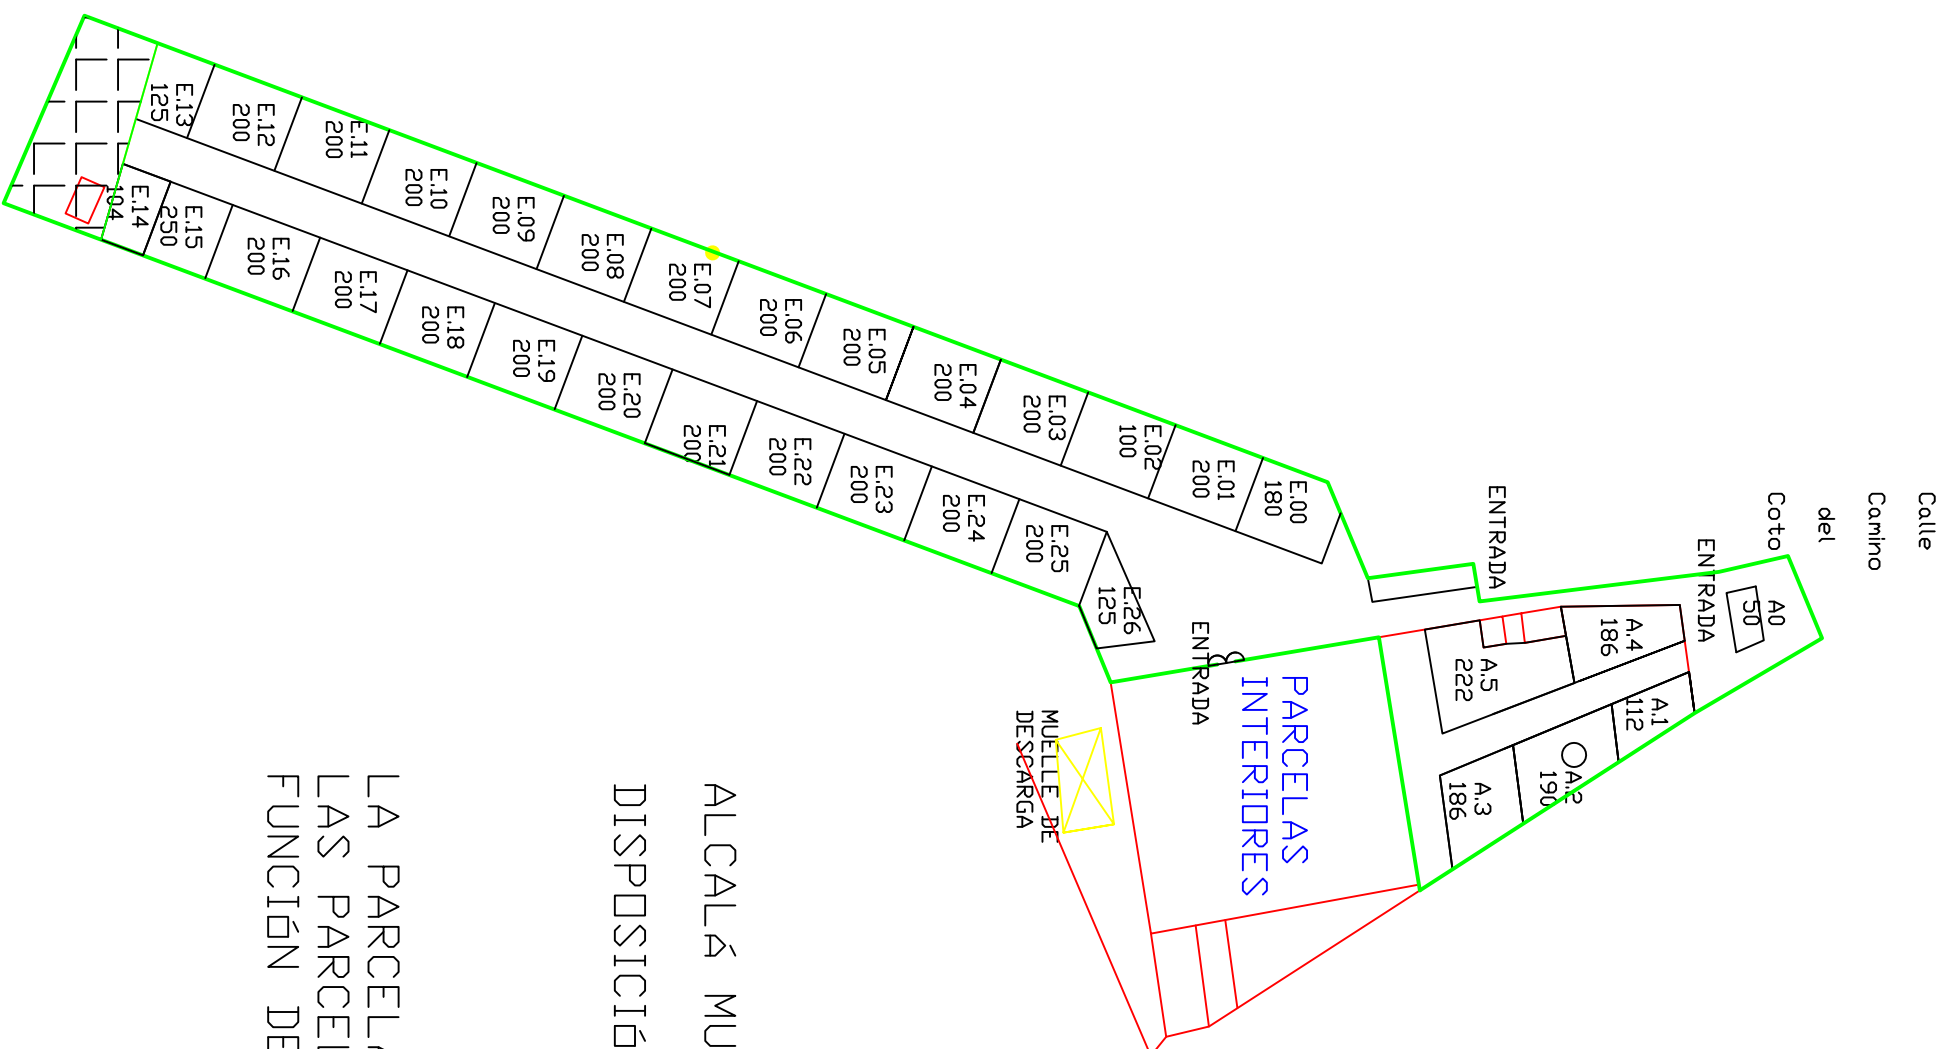 Calle
Camino
del
Coto
ENTRADA
ENTRADA
A0
50
A.4
186
A.5
222
A.1
112
A.2
190
A.3
186
E.00
180
E.01
200
E.02
100
E.03
200
E.04
200
E.05
200
E.06
200
E.07
200
E.08
200
E.09
200
E.10
200
E.11
200
E.12
200
E.13
125
E.14
104
E.15
250
E.16
200
E.17
200
E.18
200
E.19
200
E.20
200
E.21
200
E.22
200
E.23
200
E.24
200
E.25
200
E.26
125
ENTRADA
PARCELAS
INTERIORES
MUELLE DE
DESCARGA
ALCALÁ MU
DISPOSICIÓ
LA PARCELA
LAS PARCEL
FUNCIÓN DE